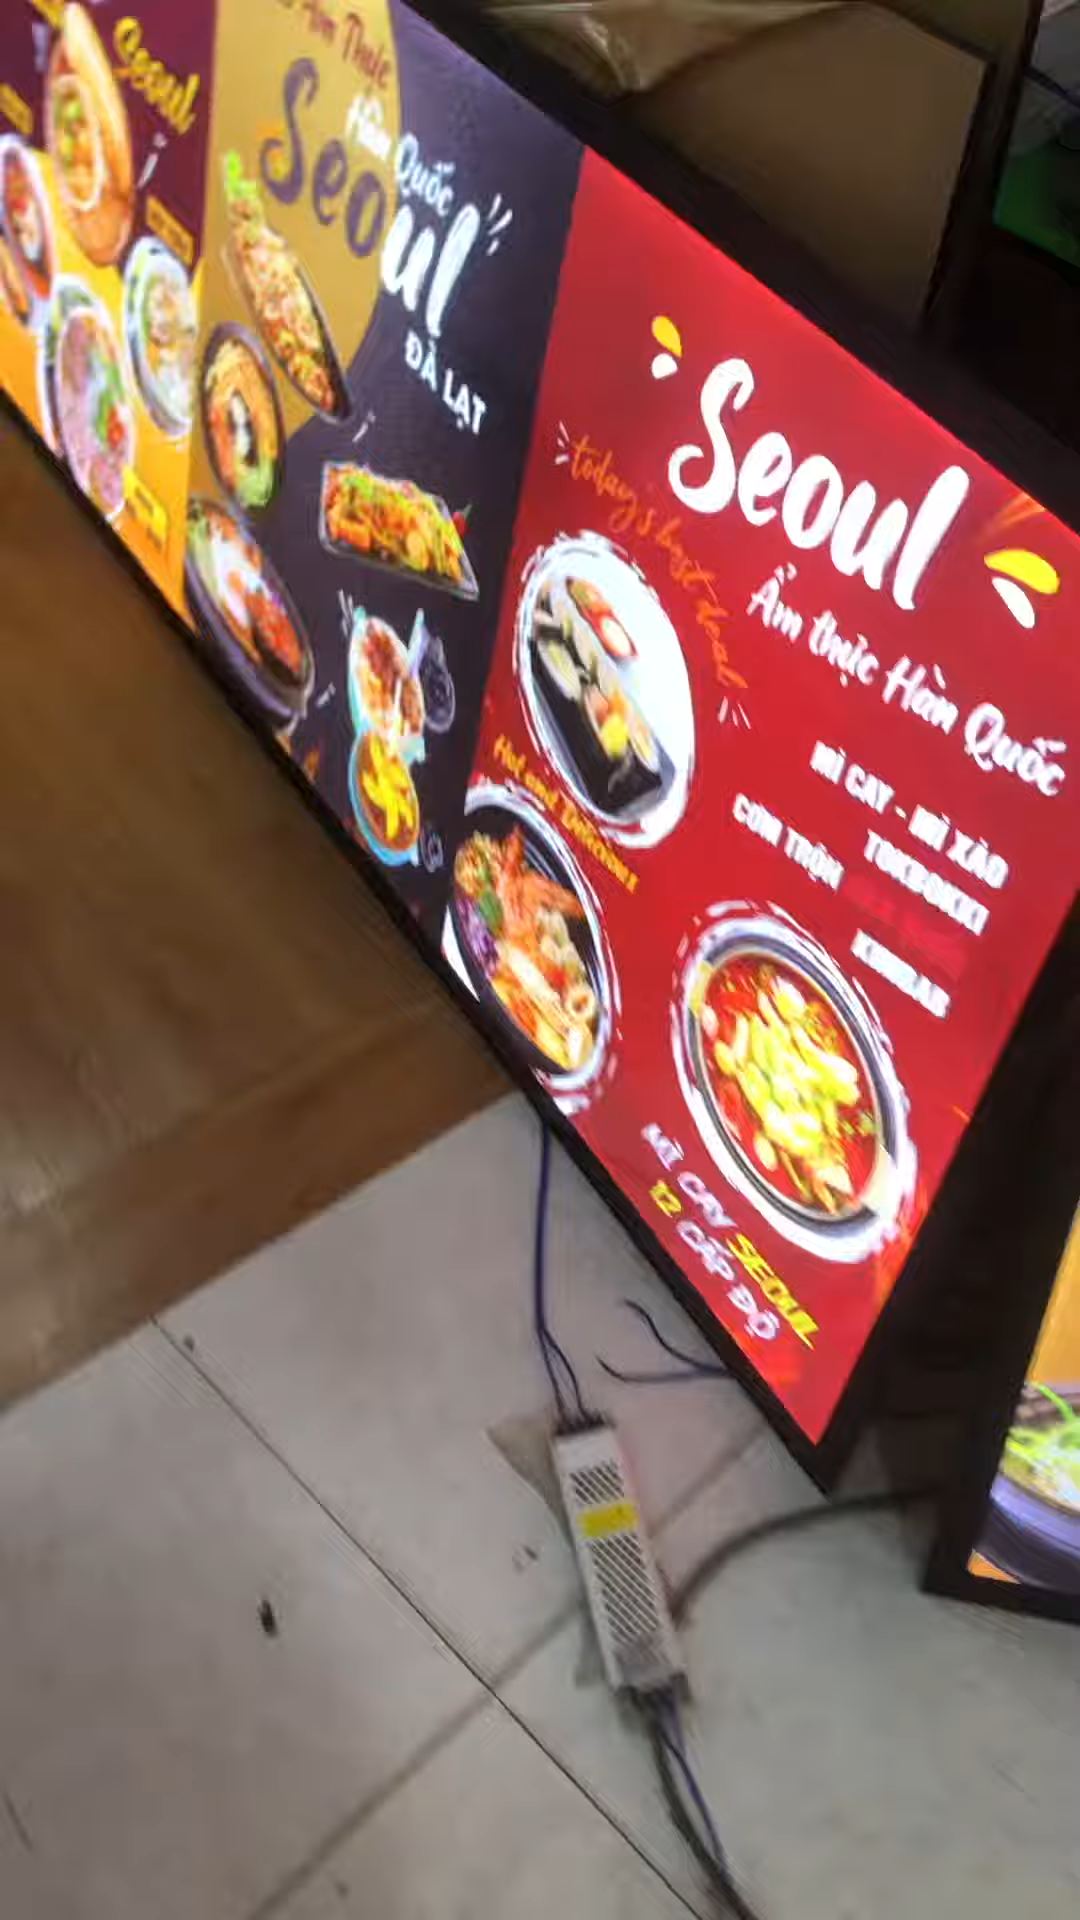 Seoul
Ẩm Thực
Hàn Quốc
Seoul
ĐÀ LẠT
Seoul
today's best deal
Ẩm thực Hàn Quốc
MÌ CAY - MÌ XÀO
CƠM TRỘN
TOKBOKKI
KIMBAB
Hot and Delicious
MÌ CAY SEOUL
12 CẤP ĐỘ